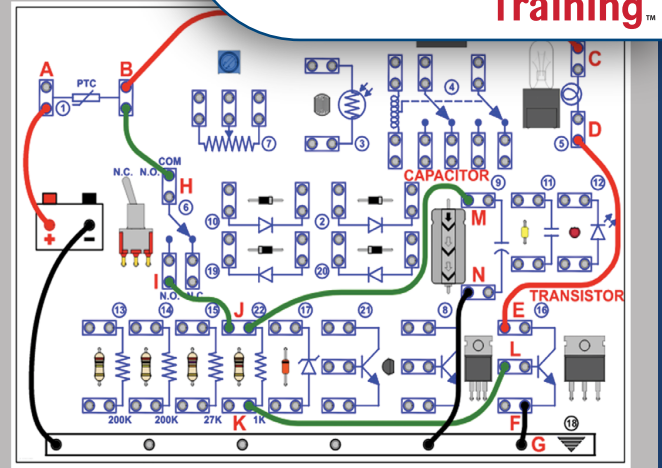 Training™
A
B
PTC
1
C
4
7
3
5
D
COM
N.C. N.O.
H
6
CAPACITOR
9
11
12
10
2
M
+
-
19
20
N
I
N.O. N.C.
TRANSISTOR
13
14
15
J
22
17
21
8
E
16
L
200K
200K
27K
K
1K
F
G
18